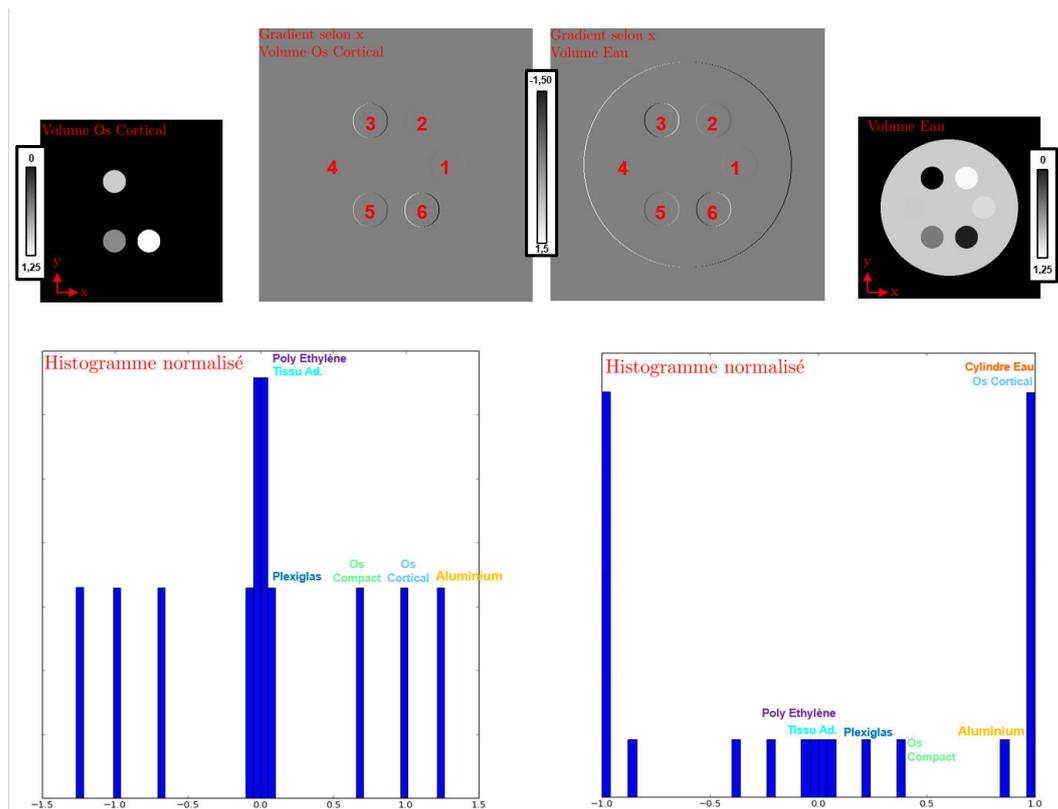 Gradient selon x
Volume Os Cortical
Gradient selon x
Volume Eau
Volume Os Cortical
Volume Eau
0
1,25
y
x
3
2
4
1
5
6
-1,50
1,5
3
2
4
1
5
6
0
1,25
Histogramme normalisé
Poly Ethylène
Tissu Ad.
Plexiglas
Os
Compact
Os
Cortical
Aluminium
−1.5
−1.0
−0.5
0.0
0.5
1.0
1.5
Histogramme normalisé
Cylindre Eau
Os Cortical
Poly Ethylène
Tissu Ad.
Plexiglas
Os
Compact
Aluminium
−1.0
−0.5
0.0
0.5
1.0